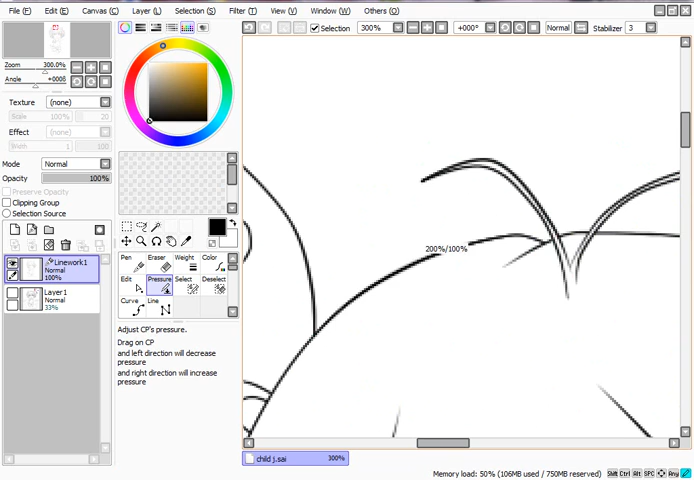 File (F) Edit (E) Canvas (C) Layer (L) Selection (S) Filter (T) View (V) Window (W) Others (O)
Selection 300% +000° Normal Stabilizer 3
Zoom 300.0%
Angle +000ß
Texture (none)
Scale 100% 20
Effect (none)
Width 1 100
Mode Normal
Opacity 100%
Preserve Opacity
Clipping Group
Selection Source
Linework1
Normal
100%
Layer1
Normal
33%
Pen Eraser Weight Color
Edit Pressure Select Deselect
Curve Line
Adjust CP's pressure.
Drag on CP
and left direction will decrease
pressure
and right direction will increase
pressure
200%/100%
child j.sai 300%
Memory load: 50% (106MB used / 750MB reserved) Shift Ctrl Alt SPC Any